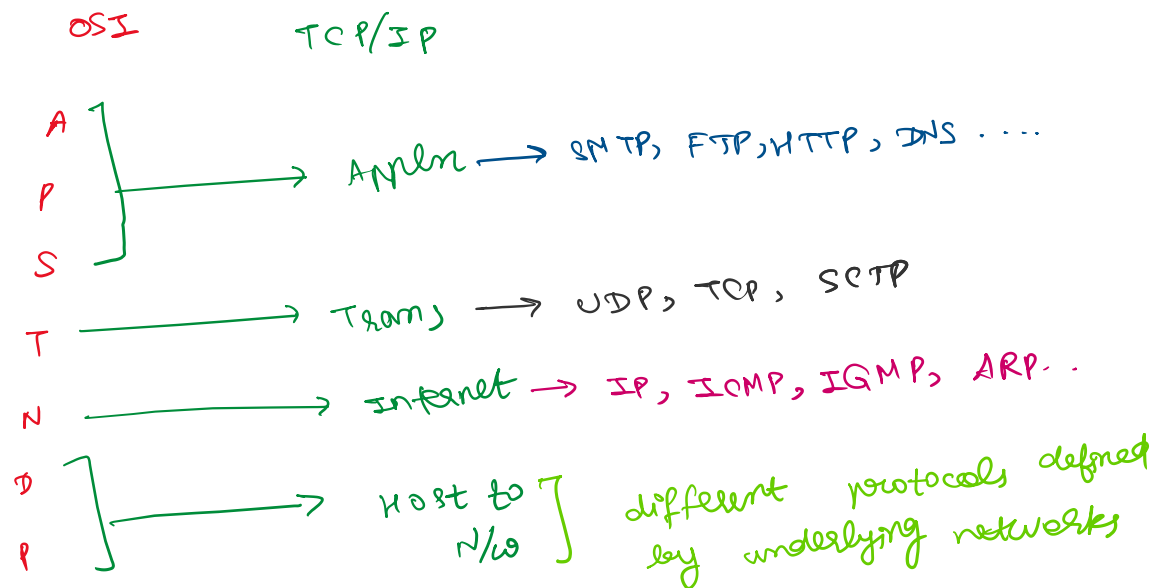 OSI TCP/IP
A
P
Appln → SMTP, FTP, HTTP, DNS ....
S
T
Trans → UDP, TCP, SCTP
N
Internet → IP, ICMP, IGMP, ARP..
D
P
Host to
N/w
different protocols defined
by underlying networks